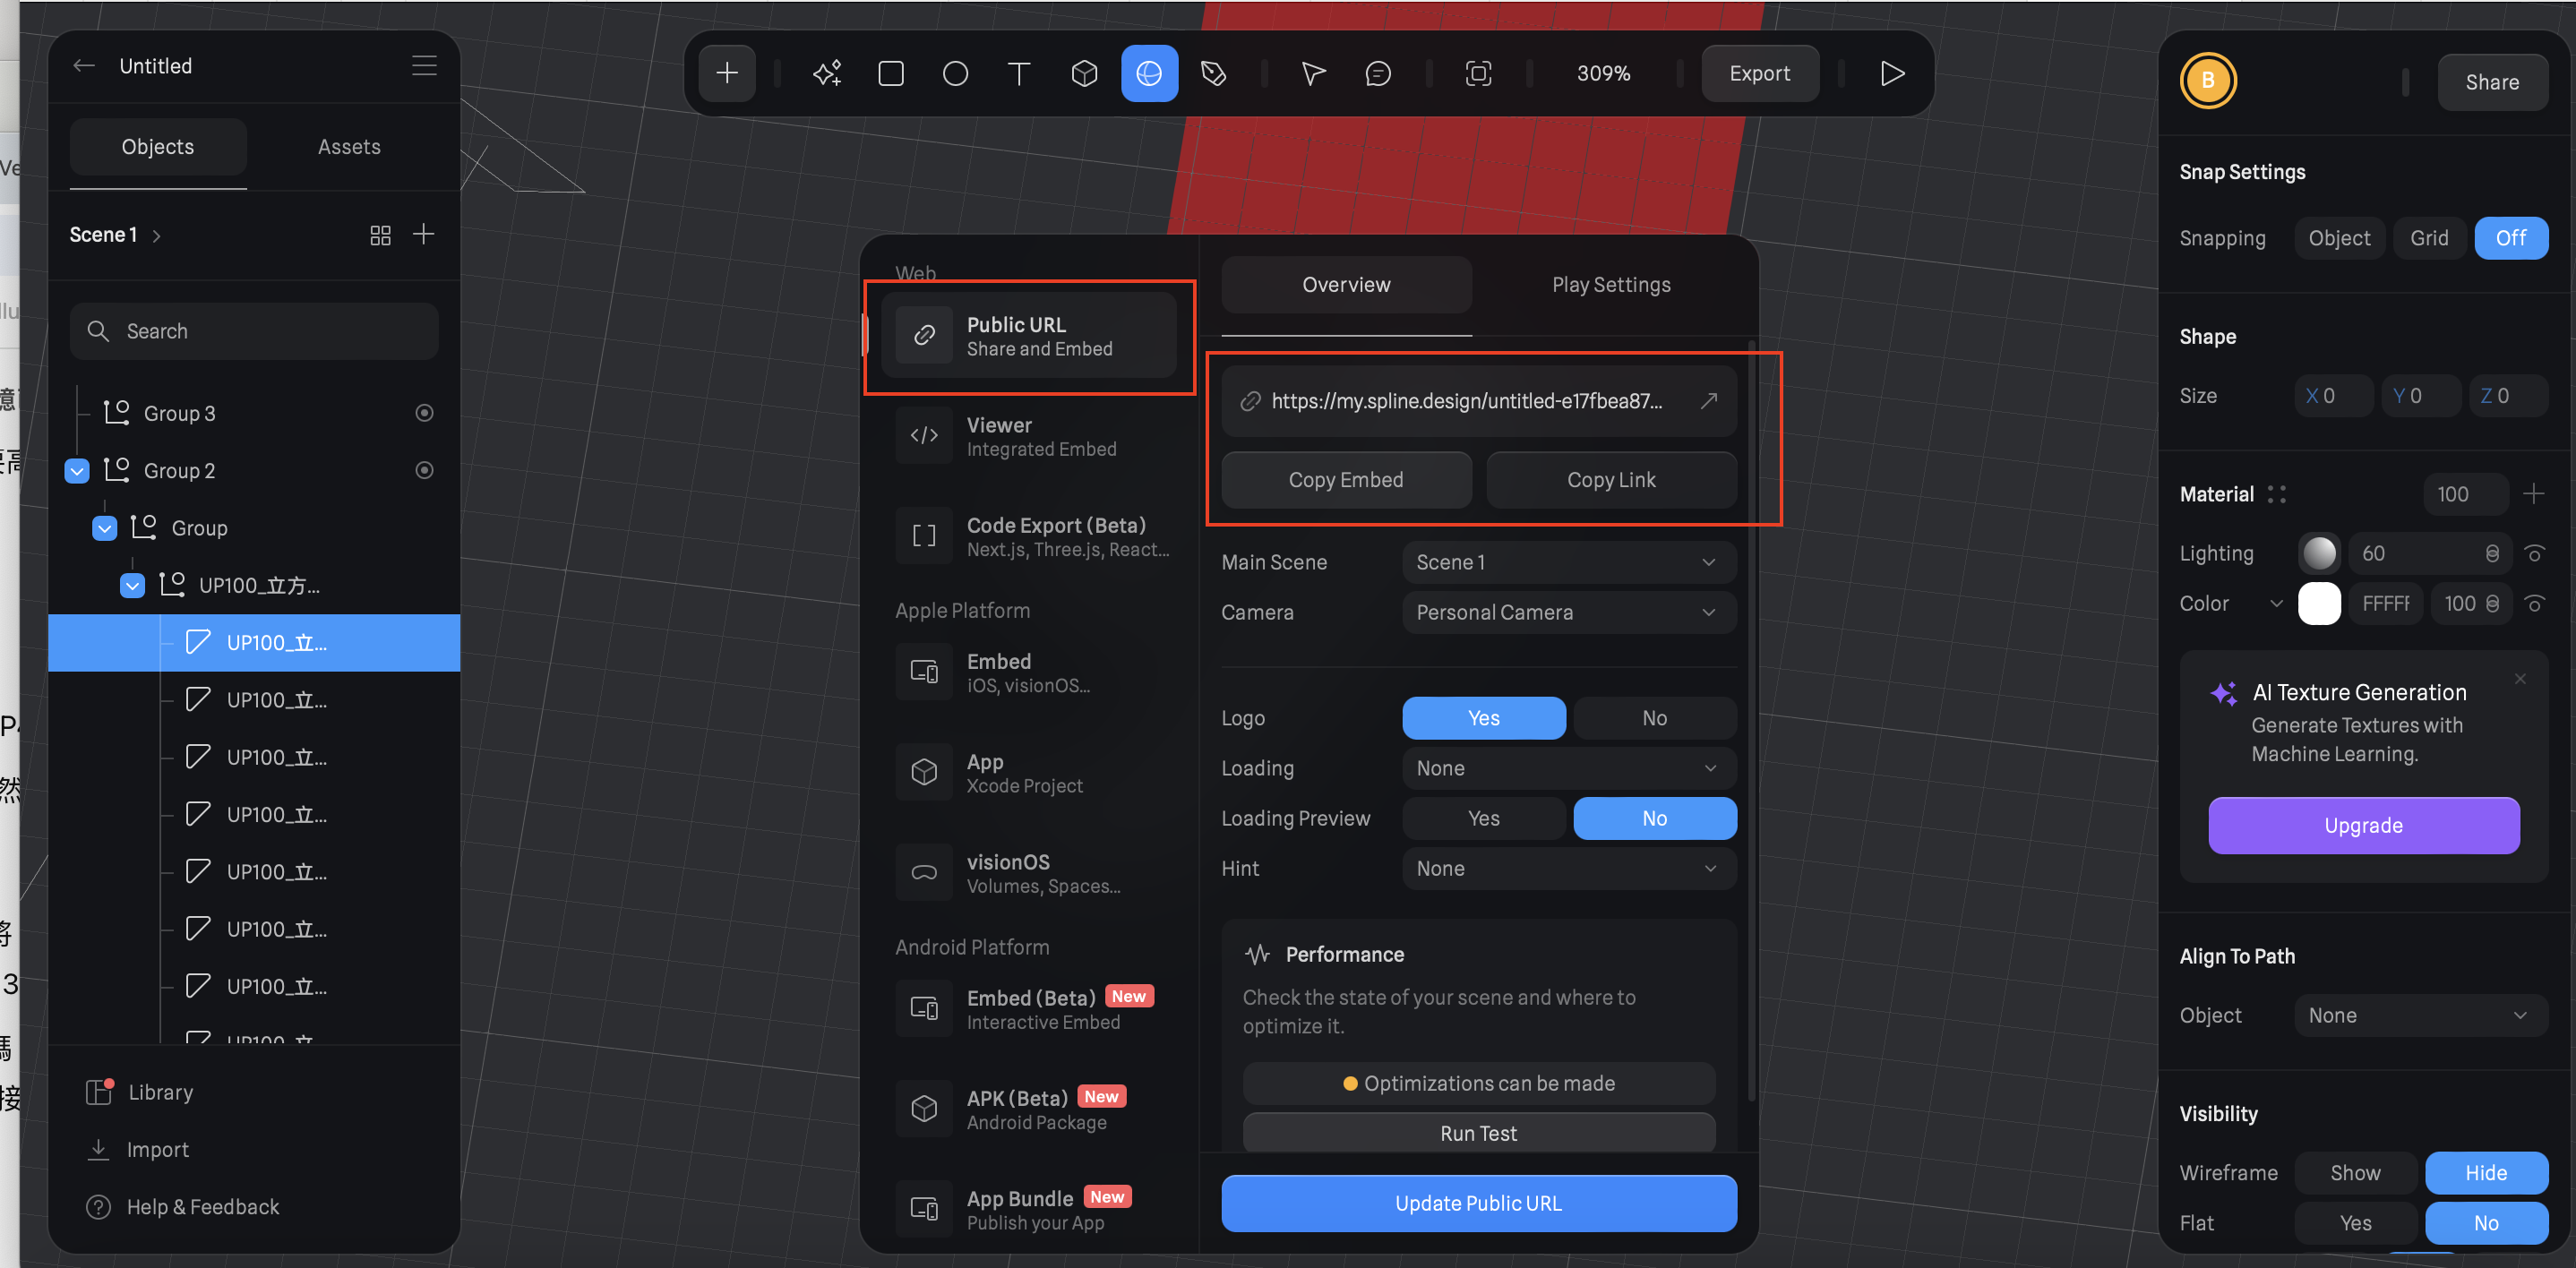 Untitled
Objects
Assets
Scene 1
Search
Group 3
Group 2
Group
UP100_立方...
UP100_立...
UP100_立...
UP100_立...
UP100_立...
UP100_立...
UP100_立...
UP100_立...
Library
Import
Help & Feedback
T
309%
Export
Web
Public URL
Share and Embed
Viewer
Integrated Embed
Code Export (Beta)
Next.js, Three.js, React...
Apple Platform
Embed
iOS, visionOS...
App
Xcode Project
visionOS
Volumes, Spaces...
Android Platform
Embed (Beta) New
Interactive Embed
APK (Beta) New
Android Package
App Bundle New
Publish your App
Overview
Play Settings
https://my.spline.design/untitled-e17fbea87...
Copy Embed
Copy Link
Main Scene Scene 1
Camera Personal Camera
Logo Yes No
Loading None
Loading Preview Yes No
Hint None
Performance
Check the state of your scene and where to
optimize it.
Optimizations can be made
Run Test
Update Public URL
B
Share
Snap Settings
Snapping Object Grid Off
Shape
Size X 0 Y 0 Z 0
Material 100
Lighting 60
Color FFFFF 100
AI Texture Generation
Generate Textures with
Machine Learning.
Upgrade
Align To Path
Object None
Visibility
Wireframe Show Hide
Flat Yes No